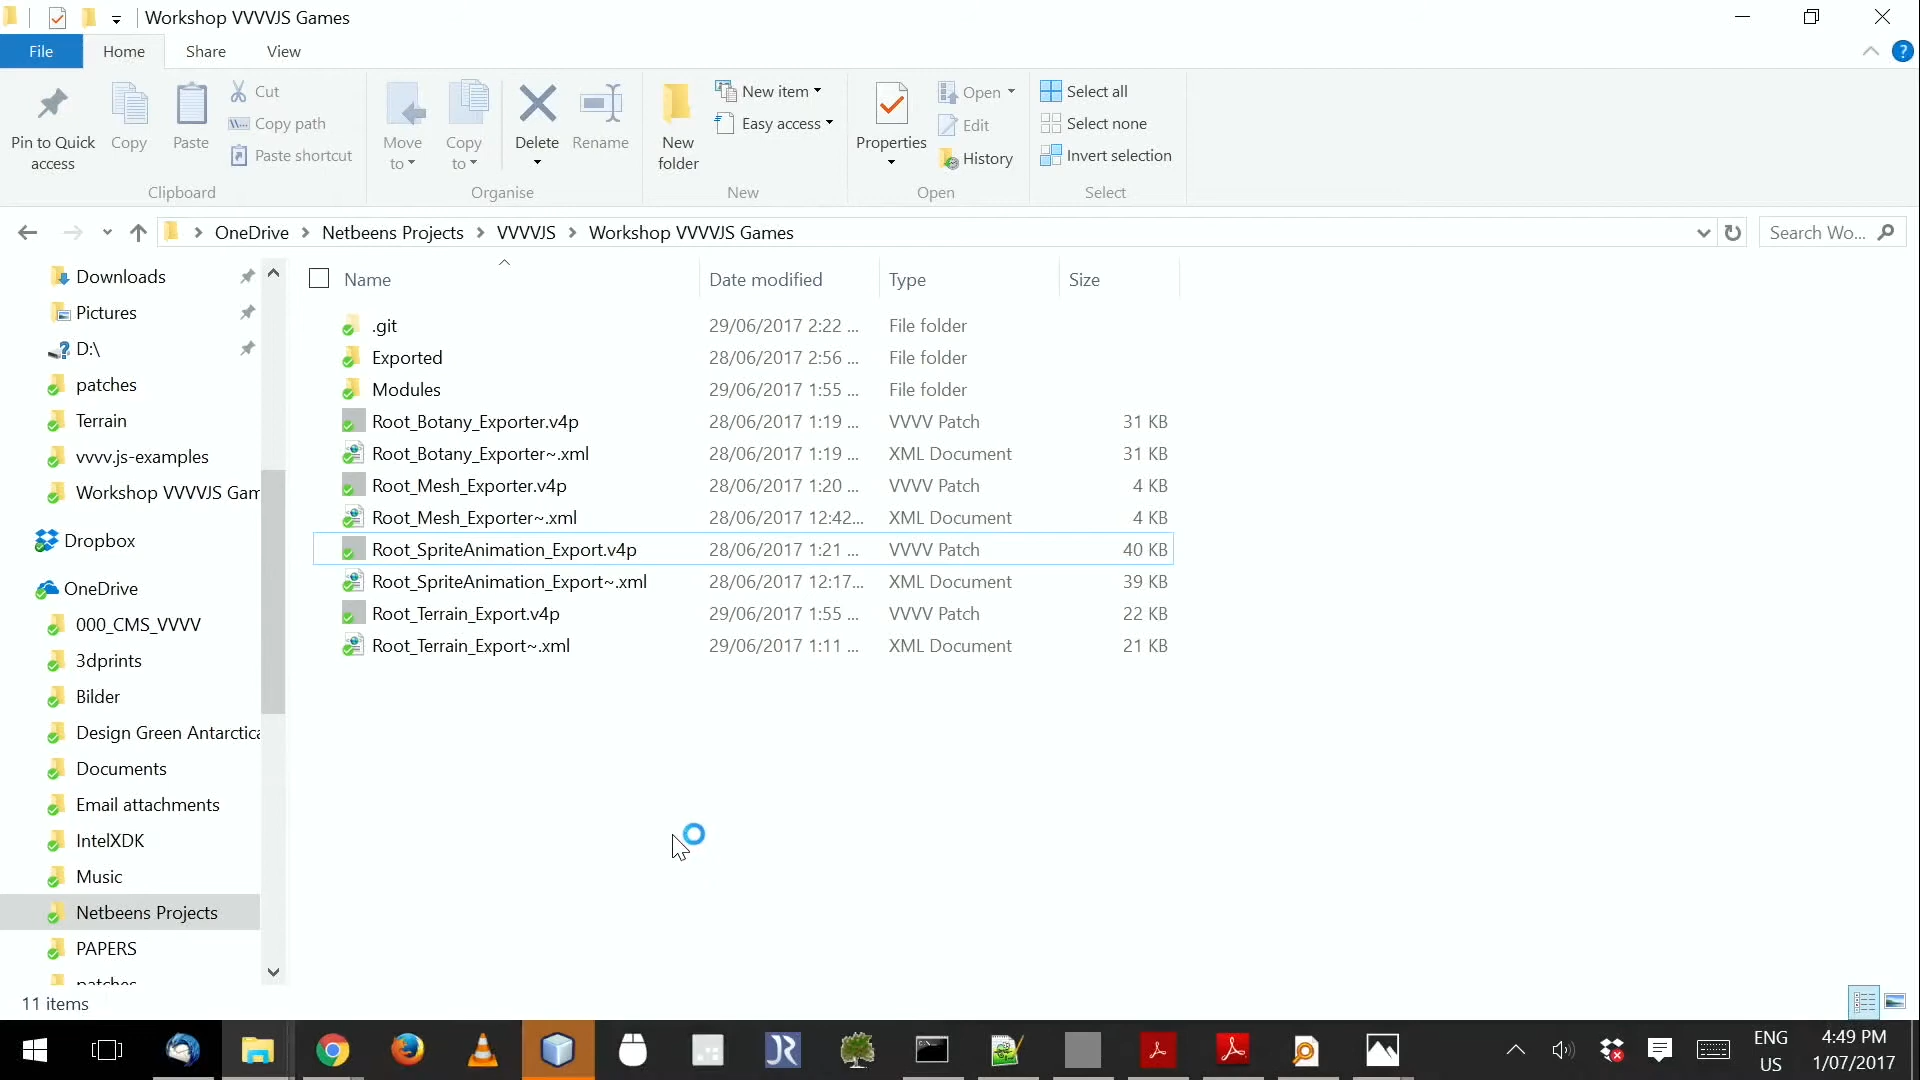 Workshop VVVVJS Games
File Home Share View
Pin to Quick access
Copy
Paste
Cut
Copy path
Paste shortcut
Clipboard
Move to
Copy to
Delete
Rename
Organise
New folder
New item
Easy access
New
Properties
Open
Edit
History
Open
Select all
Select none
Invert selection
Select
OneDrive Netbeens Projects VVVVJS Workshop VVVVJS Games
Search Wo...
Downloads
Pictures
D:\
patches
Terrain
vvvv.js-examples
Workshop VVVVJS Gam
Dropbox
OneDrive
000_CMS_VVVV
3dprints
Bilder
Design Green Antarctica
Documents
Email attachments
IntelXDK
Music
Netbeens Projects
PAPERS
patches
Name Date modified Type Size
.git 29/06/2017 2:22 ... File folder
Exported 28/06/2017 2:56 ... File folder
Modules 29/06/2017 1:55 ... File folder
Root_Botany_Exporter.v4p 28/06/2017 1:19 ... VVVV Patch 31 KB
Root_Botany_Exporter~.xml 28/06/2017 1:19 ... XML Document 31 KB
Root_Mesh_Exporter.v4p 28/06/2017 1:20 ... VVVV Patch 4 KB
Root_Mesh_Exporter~.xml 28/06/2017 12:42... XML Document 4 KB
Root_SpriteAnimation_Export.v4p 28/06/2017 1:21 ... VVVV Patch 40 KB
Root_SpriteAnimation_Export~.xml 28/06/2017 12:17... XML Document 39 KB
Root_Terrain_Export.v4p 29/06/2017 1:55 ... VVVV Patch 22 KB
Root_Terrain_Export~.xml 29/06/2017 1:11 ... XML Document 21 KB
11 items
ENG
US
4:49 PM
1/07/2017